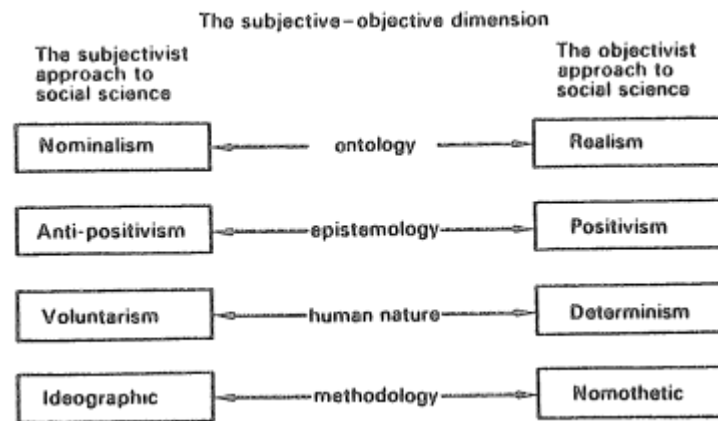 The subjective–objective dimension
The subjectivist
approach to
social science
The objectivist
approach to
social science
Nominalism
ontology
Realism
Anti-positivism
epistemology
Positivism
Voluntarism
human nature
Determinism
Ideographic
methodology
Nomothetic